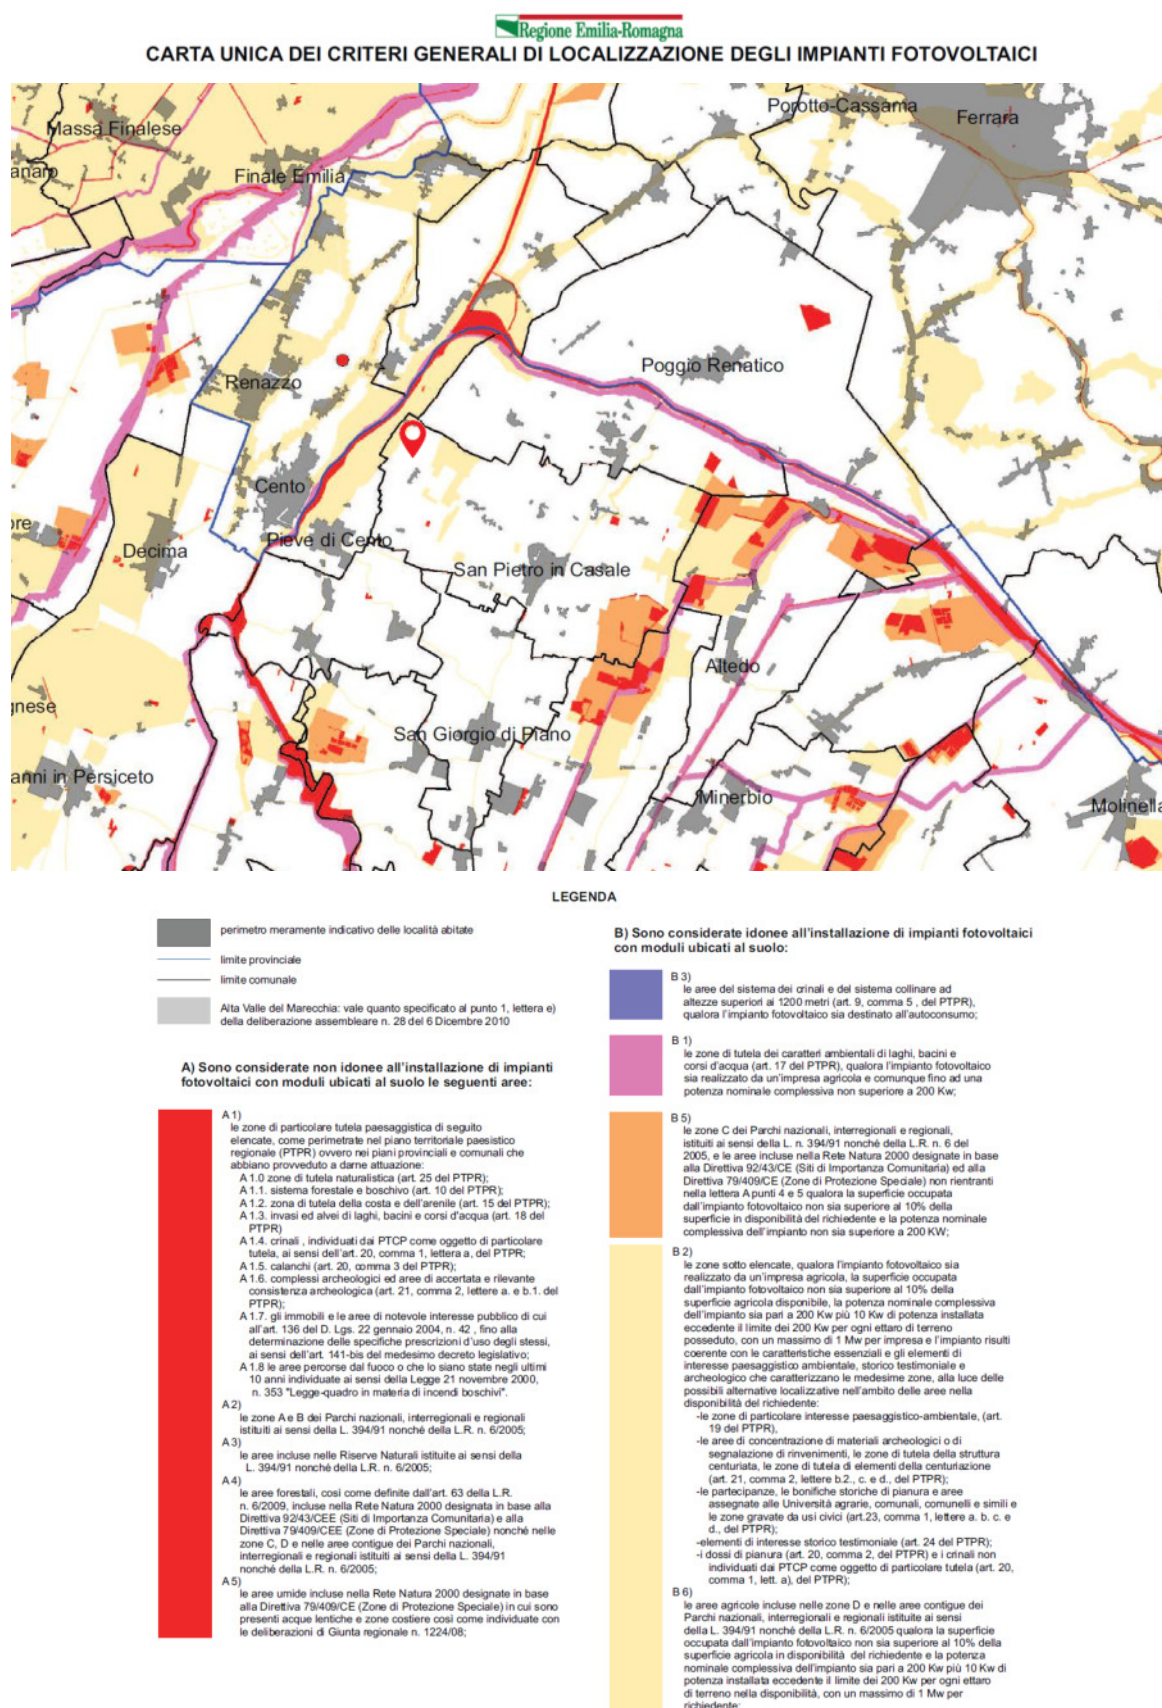 Regione Emilia-Romagna
CARTA UNICA DEI CRITERI GENERALI DI LOCALIZZAZIONE DEGLI IMPIANTI FOTOVOLTAICI
Porotto-Cassama
Ferrara
Massa Finalese
anaro
Finale Emilia
Poggio Renatico
Renazzo
Cento
ore
Decima
Pieve di Cento
San Pietro in Casale
Altedo
gnese
San Giorgio di Piano
anni in Persiceto
Minerbio
Molinella
LEGENDA
perimetro meramente indicativo delle località abitate
limite provinciale
limite comunale
Alta Valle del Marecchia: vale quanto specificato al punto 1, lettera e)
della deliberazione assembleare n. 28 del 6 Dicembre 2010
A) Sono considerate non idonee all'installazione di impianti
fotovoltaici con moduli ubicati al suolo le seguenti aree:
A 1)
le zone di particolare tutela paesaggistica di seguito
elencate, come perimetrate nel piano territoriale paesistico
regionale (PTPR) ovvero nei piani provinciali e comunali che
abbiano provveduto a darne attuazione:
A 1.0 zone di tutela naturalistica (art. 25 del PTPR);
A 1.1. sistema forestale e boschivo (art. 10 del PTPR);
A 1.2. zona di tutela della costa e dell'arenile (art. 15 del PTPR);
A 1.3. invasi ed alvei di laghi, bacini e corsi d'acqua (art. 18 del
PTPR)
A 1.4. crinali , individuati dai PTCP come oggetto di particolare
tutela, ai sensi dell'art. 20, comma 1, lettera a, del PTPR;
A 1.5. calanchi (art. 20, comma 3 del PTPR);
A 1.6. complessi archeologici ed aree di accertata e rilevante
consistenza archeologica (art. 21, comma 2, lettere a. e b.1. del
PTPR);
A 1.7. gli immobili e le aree di notevole interesse pubblico di cui
all'art. 136 del D. Lgs. 22 gennaio 2004, n. 42 , fino alla
determinazione delle specifiche prescrizioni d'uso degli stessi,
ai sensi dell'art. 141-bis del medesimo decreto legislativo;
A 1.8 le aree percorse dal fuoco o che lo siano state negli ultimi
10 anni individuate ai sensi della Legge 21 novembre 2000,
n. 353 "Legge-quadro in materia di incendi boschivi".
A 2)
le zone A e B dei Parchi nazionali, interregionali e regionali
istituiti ai sensi della L. 394/91 nonché della L.R. n. 6/2005;
A 3)
le aree incluse nelle Riserve Naturali istituite ai sensi della
L. 394/91 nonché della L.R. n. 6/2005;
A 4)
le aree forestali, così come definite dall'art. 63 della L.R.
n. 6/2009, incluse nella Rete Natura 2000 designata in base alla
Direttiva 92/43/CEE (Siti di Importanza Comunitaria) e alla
Direttiva 79/409/CEE (Zone di Protezione Speciale) nonché nelle
zone C, D e nelle aree contigue dei Parchi nazionali,
interregionali e regionali istituiti ai sensi della L. 394/91
nonché della L.R. n. 6/2005;
A 5)
le aree umide incluse nella Rete Natura 2000 designate in base
alla Direttiva 79/409/CE (Zone di Protezione Speciale) in cui sono
presenti acque lentiche e zone costiere così come individuate con
le deliberazioni di Giunta regionale n. 1224/08;
B) Sono considerate idonee all'installazione di impianti fotovoltaici
con moduli ubicati al suolo:
B 3)
le aree del sistema dei crinali e del sistema collinare ad
altezze superiori ai 1200 metri (art. 9, comma 5 , del PTPR),
qualora l'impianto fotovoltaico sia destinato all'autoconsumo;
B 1)
le zone di tutela dei caratteri ambientali di laghi, bacini e
corsi d'acqua (art. 17 del PTPR), qualora l'impianto fotovoltaico
sia realizzato da un'impresa agricola e comunque fino ad una
potenza nominale complessiva non superiore a 200 Kw;
B 5)
le zone C dei Parchi nazionali, interregionali e regionali,
istituiti ai sensi della L. n. 394/91 nonché della L.R. n. 6 del
2005, e le aree incluse nella Rete Natura 2000 designate in base
alla Direttiva 92/43/CE (Siti di Importanza Comunitaria) ed alla
Direttiva 79/409/CE (Zone di Protezione Speciale) non rientranti
nella lettera A punti 4 e 5 qualora la superficie occupata
dall'impianto fotovoltaico non sia superiore al 10% della
superficie in disponibilità del richiedente e la potenza nominale
complessiva dell'impianto non sia superiore a 200 KW;
B 2)
le zone sotto elencate, qualora l'impianto fotovoltaico sia
realizzato da un'impresa agricola, la superficie occupata
dall'impianto fotovoltaico non sia superiore al 10% della
superficie agricola disponibile, la potenza nominale complessiva
dell'impianto sia pari a 200 Kw più 10 Kw di potenza installata
eccedente il limite dei 200 Kw per ogni ettaro di terreno
posseduto, con un massimo di 1 Mw per impresa e l'impianto risulti
coerente con le caratteristiche essenziali e gli elementi di
interesse paesaggistico ambientale, storico testimoniale e
archeologico che caratterizzano le medesime zone, alla luce delle
possibili alternative localizzative nell'ambito delle aree nella
disponibilità del richiedente:
-le zone di particolare interesse paesaggistico-ambientale, (art.
19 del PTPR),
-le aree di concentrazione di materiali archeologici o di
segnalazione di rinvenimenti, le zone di tutela della struttura
centuriata, le zone di tutela di elementi della centuriazione
(art. 21, comma 2, lettere b.2., c. e d., del PTPR);
-le partecipanze, le bonifiche storiche di pianura e aree
assegnate alle Università agrarie, comunali, comunelli e simili e
le zone gravate da usi civici (art.23, comma 1, lettere a. b. c. e
d., del PTPR);
-elementi di interesse storico testimoniale (art. 24 del PTPR);
-i dossi di pianura (art. 20, comma 2, del PTPR) e i crinali non
individuati dai PTCP come oggetto di particolare tutela (art. 20,
comma 1, lett. a), del PTPR);
B 6)
le aree agricole incluse nelle zone D e nelle aree contigue dei
Parchi nazionali, interregionali e regionali istituite ai sensi
della L. 394/91 nonché della L.R. n. 6/2005 qualora la superficie
occupata dall'impianto fotovoltaico non sia superiore al 10% della
superficie agricola in disponibilità del richiedente e la potenza
nominale complessiva dell'impianto sia pari a 200 Kw più 10 Kw di
potenza installata eccedente il limite dei 200 Kw per ogni ettaro
di terreno nella disponibilità, con un massimo di 1 Mw per
richiedente;